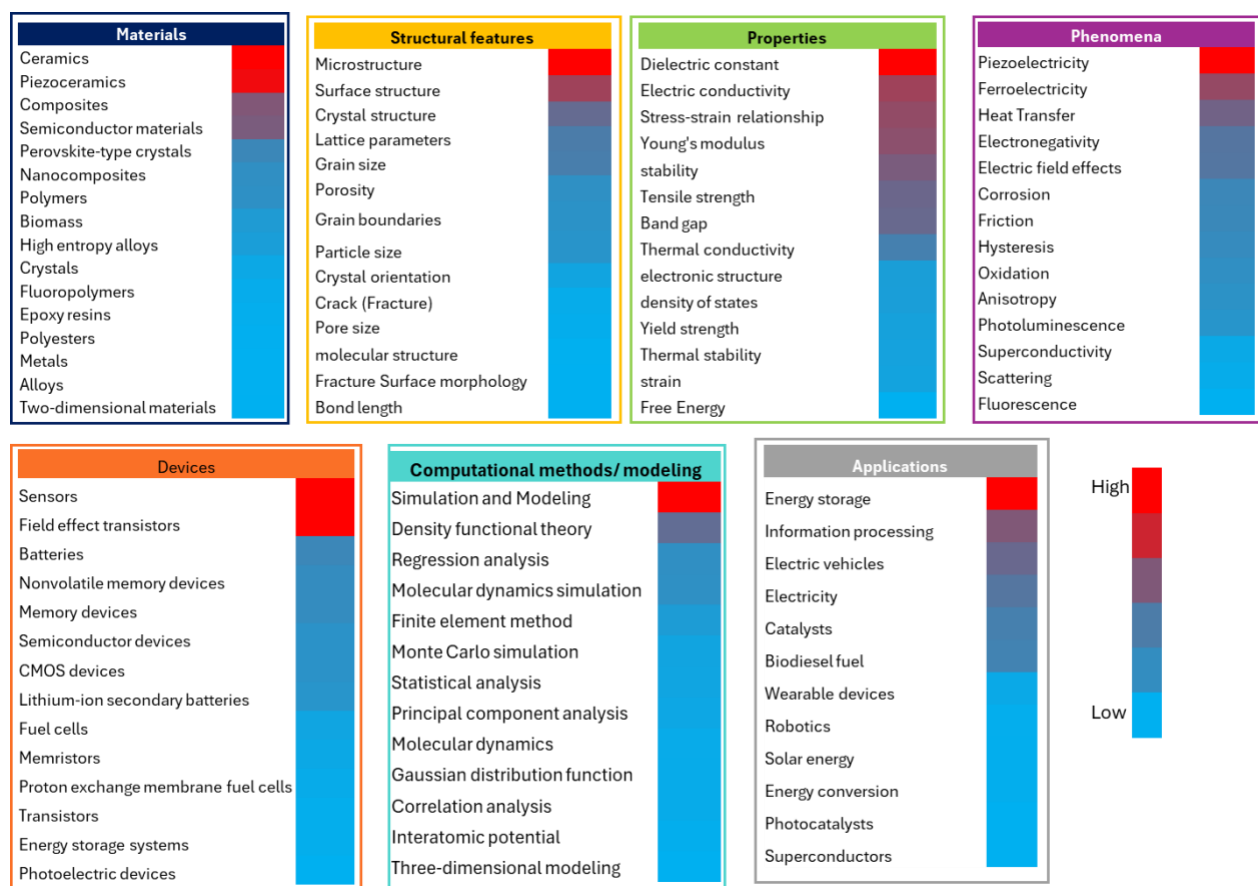 Materials
Ceramics
Piezoceramics
Composites
Semiconductor materials
Perovskite-type crystals
Nanocomposites
Polymers
Biomass
High entropy alloys
Crystals
Fluoropolymers
Epoxy resins
Polyesters
Metals
Alloys
Two-dimensional materials
Structural features
Microstructure
Surface structure
Crystal structure
Lattice parameters
Grain size
Porosity
Grain boundaries
Particle size
Crystal orientation
Crack (Fracture)
Pore size
molecular structure
Fracture Surface morphology
Bond length
Properties
Dielectric constant
Electric conductivity
Stress-strain relationship
Young's modulus
stability
Tensile strength
Band gap
Thermal conductivity
electronic structure
density of states
Yield strength
Thermal stability
strain
Free Energy
Phenomena
Piezoelectricity
Ferroelectricity
Heat Transfer
Electronegativity
Electric field effects
Corrosion
Friction
Hysteresis
Oxidation
Anisotropy
Photoluminescence
Superconductivity
Scattering
Fluorescence
Devices
Sensors
Field effect transistors
Batteries
Nonvolatile memory devices
Memory devices
Semiconductor devices
CMOS devices
Lithium-ion secondary batteries
Fuel cells
Memristors
Proton exchange membrane fuel cells
Transistors
Energy storage systems
Photoelectric devices
Computational methods/ modeling
Simulation and Modeling
Density functional theory
Regression analysis
Molecular dynamics simulation
Finite element method
Monte Carlo simulation
Statistical analysis
Principal component analysis
Molecular dynamics
Gaussian distribution function
Correlation analysis
Interatomic potential
Three-dimensional modeling
Applications
Energy storage
Information processing
Electric vehicles
Electricity
Catalysts
Biodiesel fuel
Wearable devices
Robotics
Solar energy
Energy conversion
Photocatalysts
Superconductors
High
Low